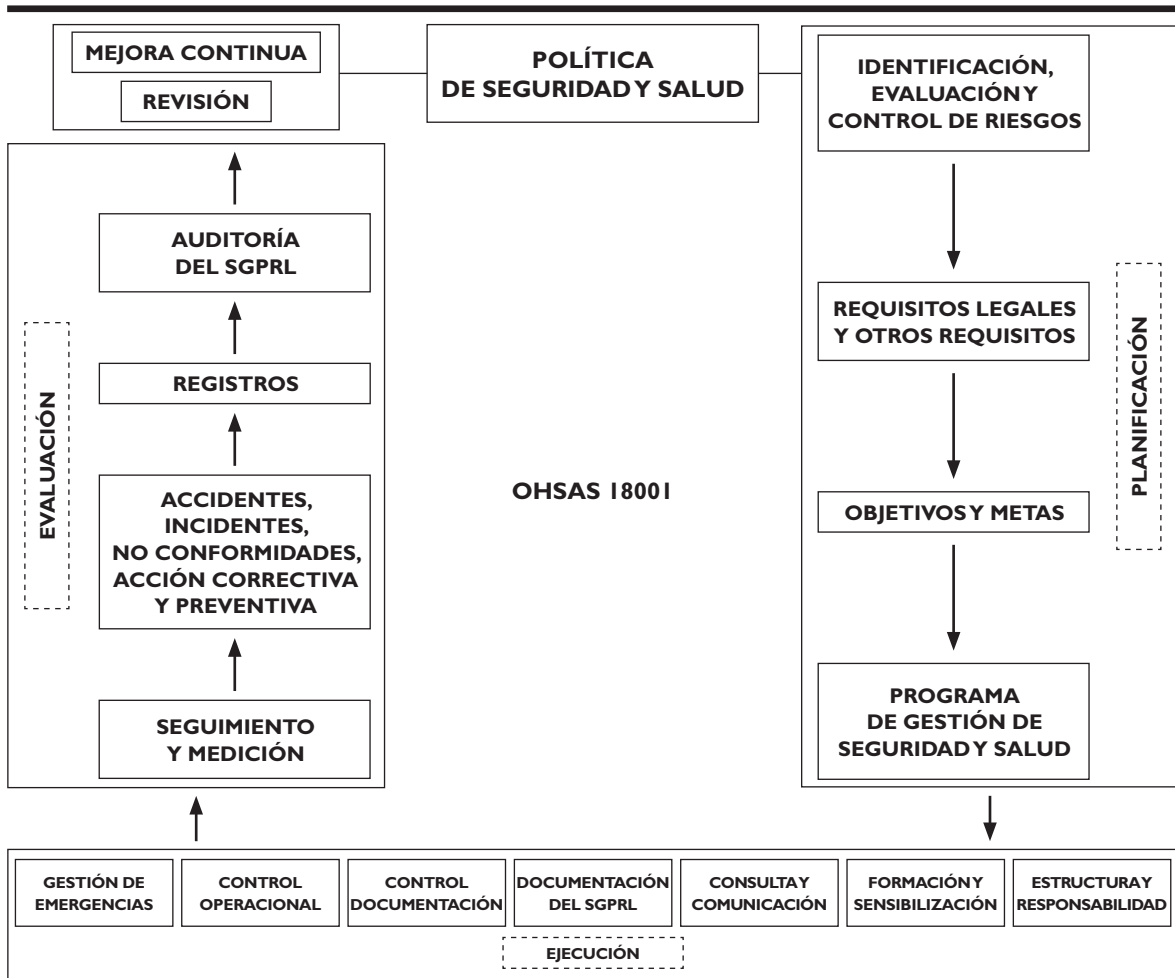 MEJORA CONTINUA
REVISIÓN
POLÍTICA
DE SEGURIDAD Y SALUD
IDENTIFICACIÓN,
EVALUACIÓN Y
CONTROL DE RIESGOS
AUDITORÍA
DEL SGPRL
REGISTROS
ACCIDENTES,
INCIDENTES,
NO CONFORMIDADES,
ACCIÓN CORRECTIVA
Y PREVENTIVA
SEGUIMIENTO
Y MEDICIÓN
EVALUACIÓN
OHSAS 18001
REQUISITOS LEGALES
Y OTROS REQUISITOS
OBJETIVOS Y METAS
PROGRAMA
DE GESTIÓN DE
SEGURIDAD Y SALUD
PLANIFICACIÓN
GESTIÓN DE
EMERGENCIAS
CONTROL
OPERACIONAL
CONTROL
DOCUMENTACIÓN
DOCUMENTACIÓN
DEL SGPRL
CONSULTA Y
COMUNICACIÓN
FORMACIÓN Y
SENSIBILIZACIÓN
ESTRUCTURA Y
RESPONSABILIDAD
EJECUCIÓN